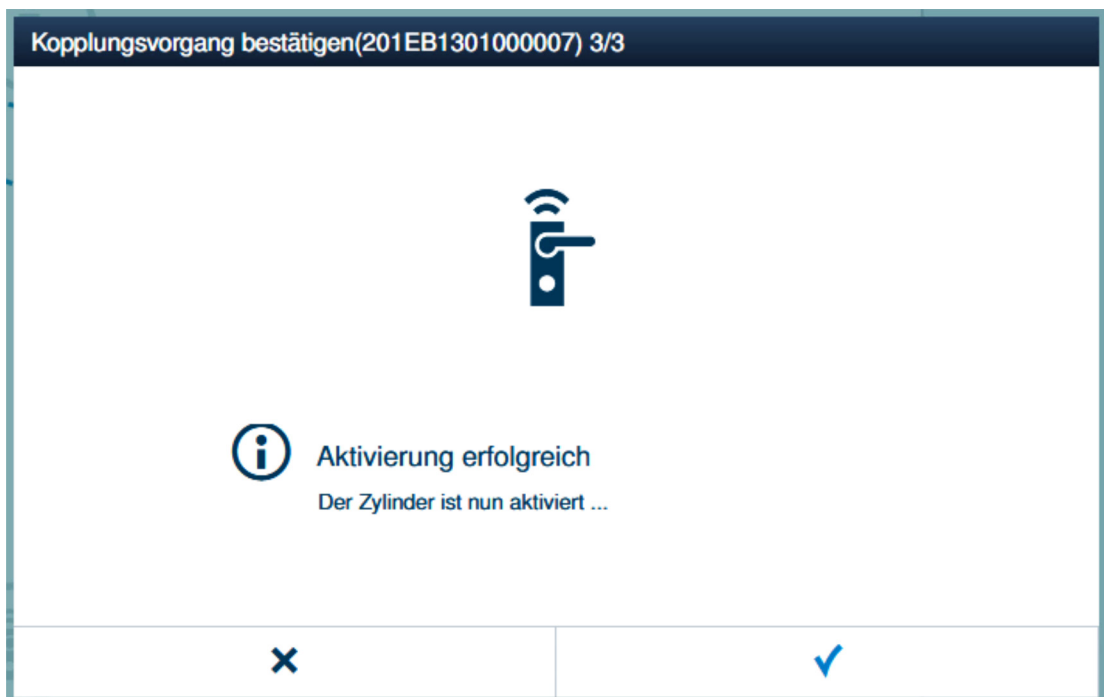 Kopplungsvorgang bestätigen(201EB1301000007) 3/3
Aktivierung erfolgreich
Der Zylinder ist nun aktiviert ...